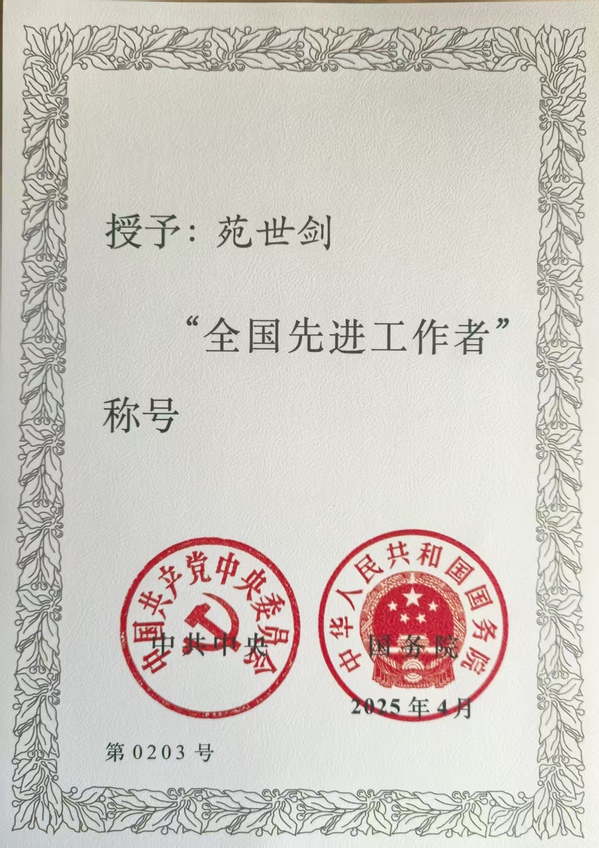 授予：苑世剑
“全国先进工作者”
称号
中国共产党中央委员会
中共中央
中华人民共和国国务院
国务院
2025年4月
第0203号